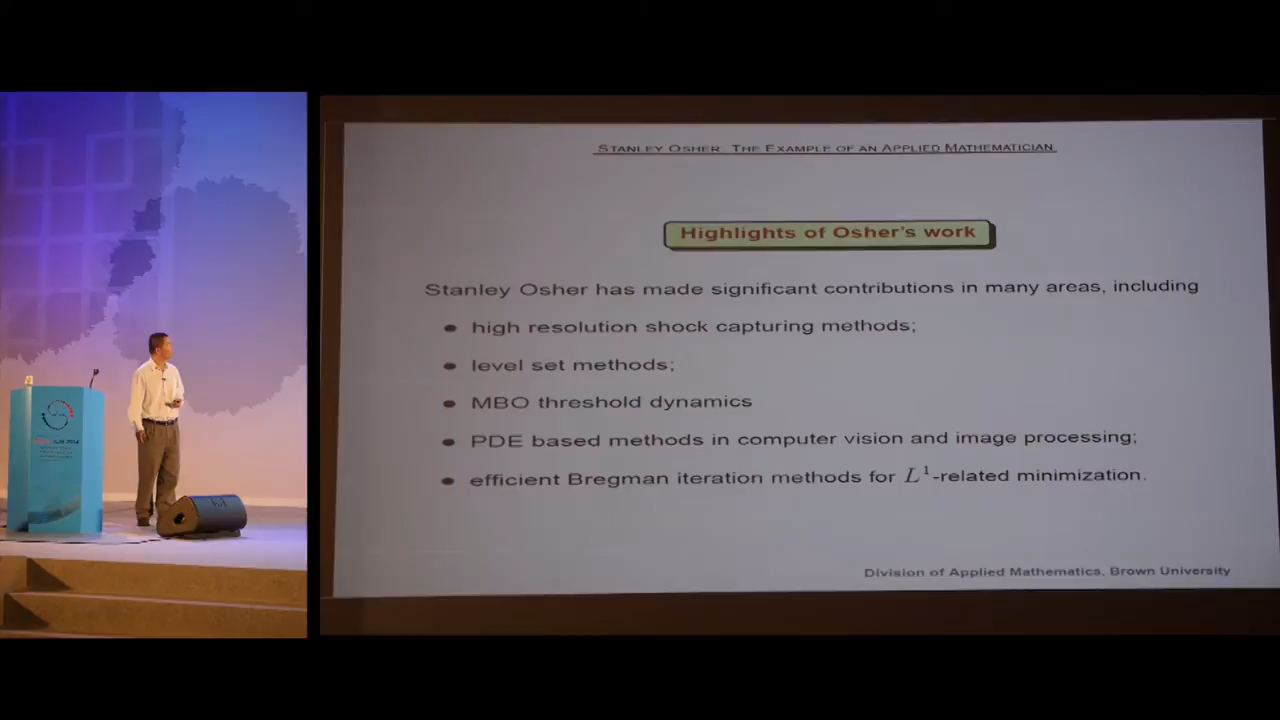 STANLEY OSHER: THE EXAMPLE OF AN APPLIED MATHEMATICIAN
Highlights of Osher's work
Stanley Osher has made significant contributions in many areas, including
● high resolution shock capturing methods;
● level set methods;
● MBO threshold dynamics
● PDE based methods in computer vision and image processing;
● efficient Bregman iteration methods for L¹-related minimization.
Division of Applied Mathematics, Brown University